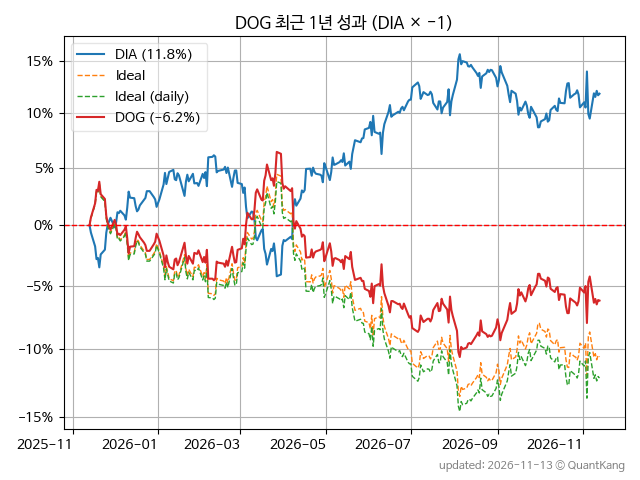 DOG 최근 1년 성과 (DIA × −1)
DIA (11.8%)
Ideal
Ideal (daily)
DOG (−6.2%)
15%
10%
5%
0%
−5%
−10%
−15%
2025-11
2026-01
2026-03
2026-05
2026-07
2026-09
2026-11
updated: 2026-11-13 © QuantKang